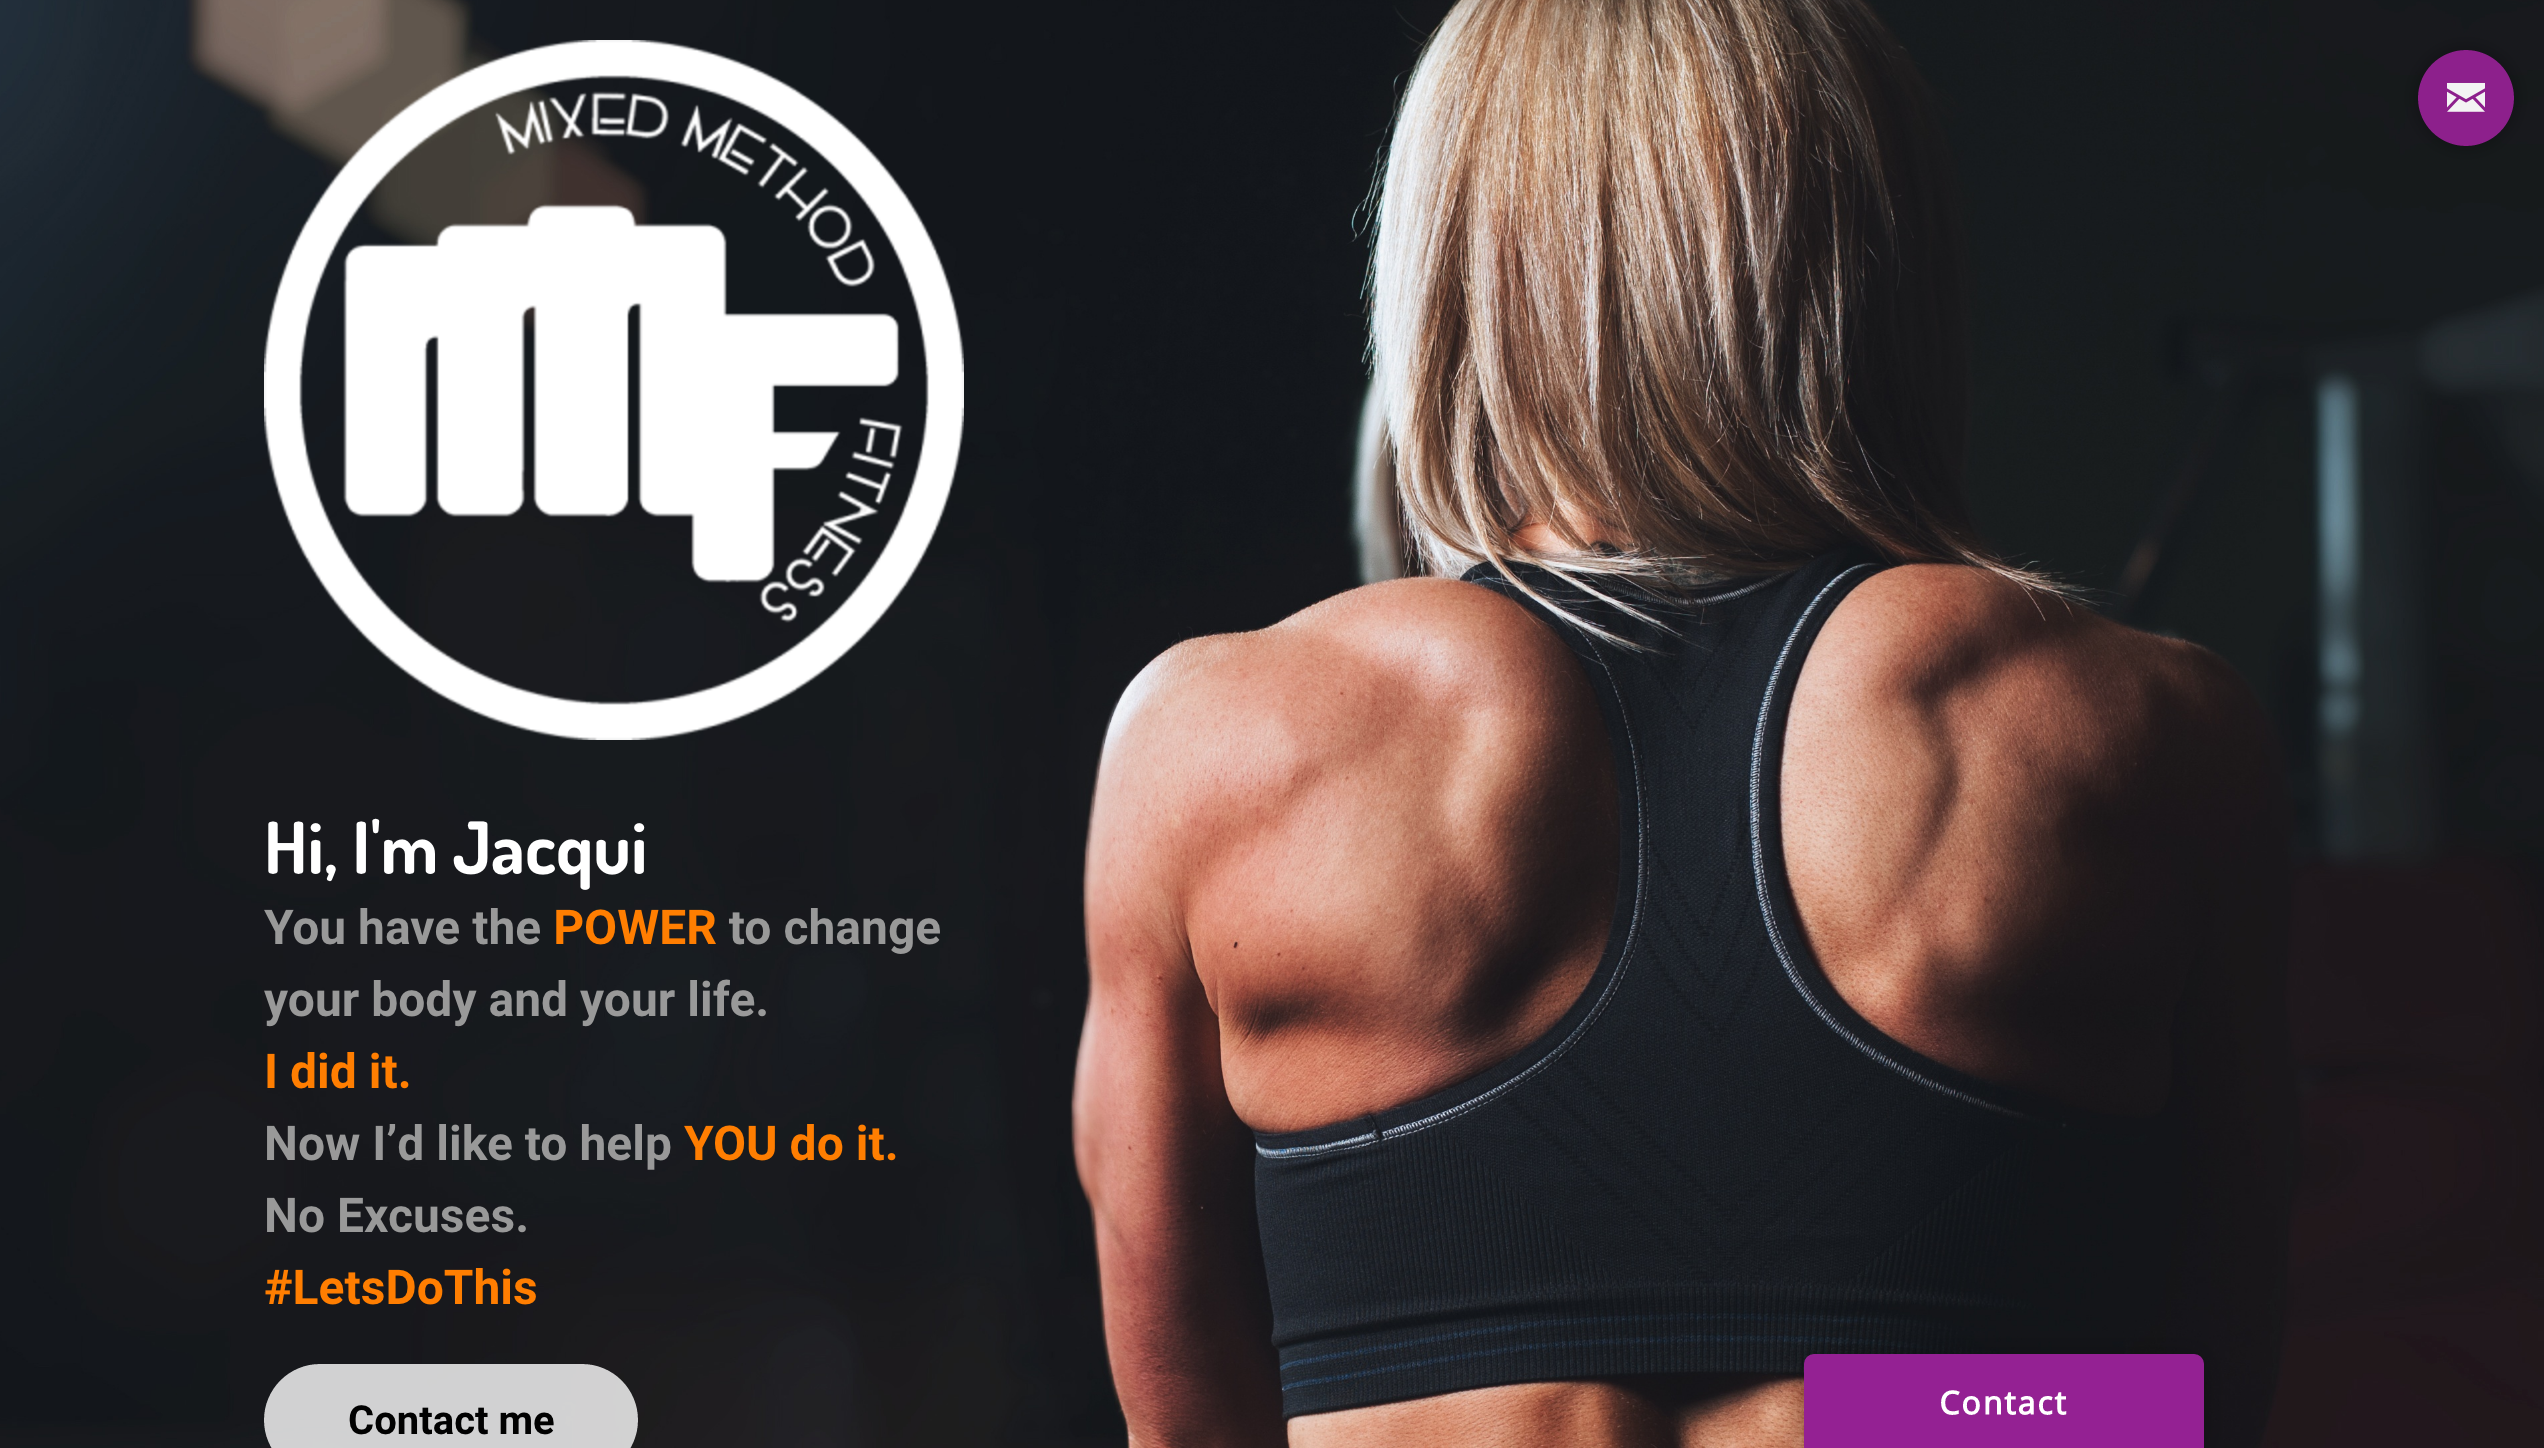 MIXED METHOD
MF
FITNESS
Hi, I'm Jacqui
You have the POWER to change
your body and your life.
I did it.
Now I’d like to help YOU do it.
No Excuses.
#LetsDoThis
Contact me
Contact